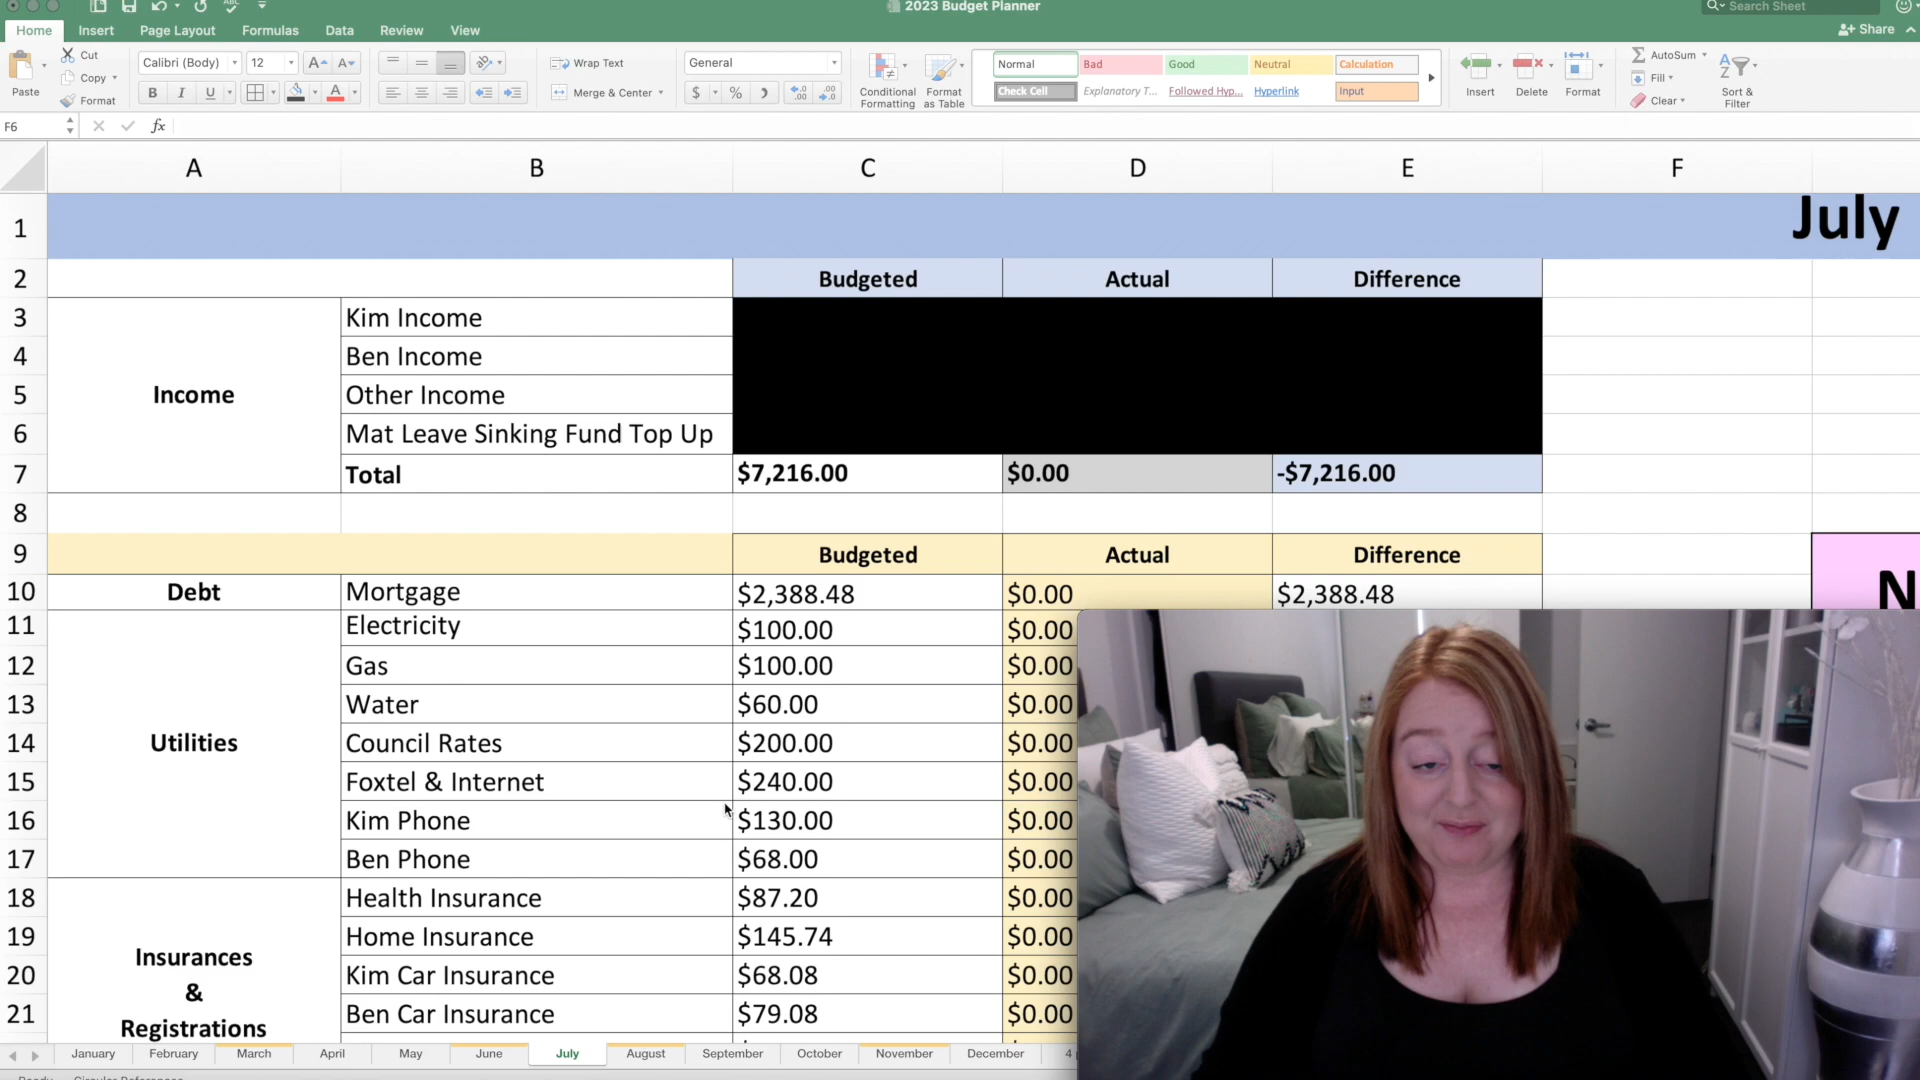 2023 Budget Planner
Search Sheet
Home Insert Page Layout Formulas Data Review View
Share
Paste
Cut
Copy
Format
Calibri (Body) 12
B I U
Wrap Text
Merge & Center
General
$ %
Conditional Formatting
Format as Table
Normal Bad Good Neutral Calculation
Check Cell Explanatory T... Followed Hyp... Hyperlink Input
Insert
Delete
Format
AutoSum
Fill
Clear
Sort & Filter
F6
fx
A B C D E F
1 July
2 Budgeted Actual Difference
3 Kim Income
4 Ben Income
5 Income Other Income
6 Mat Leave Sinking Fund Top Up
7 Total $7,216.00 $0.00 -$7,216.00
8
9 Budgeted Actual Difference
10 Debt Mortgage $2,388.48 $0.00 $2,388.48 N
11 Electricity $100.00 $0.00
12 Gas $100.00 $0.00
13 Water $60.00 $0.00
14 Utilities Council Rates $200.00 $0.00
15 Foxtel & Internet $240.00 $0.00
16 Kim Phone $130.00 $0.00
17 Ben Phone $68.00 $0.00
18 Health Insurance $87.20 $0.00
19 Home Insurance $145.74 $0.00
20 Kim Car Insurance $68.08 $0.00
21 Ben Car Insurance $79.08 $0.00
Insurances
&
Registrations
January February March April May June July August September October November December 4